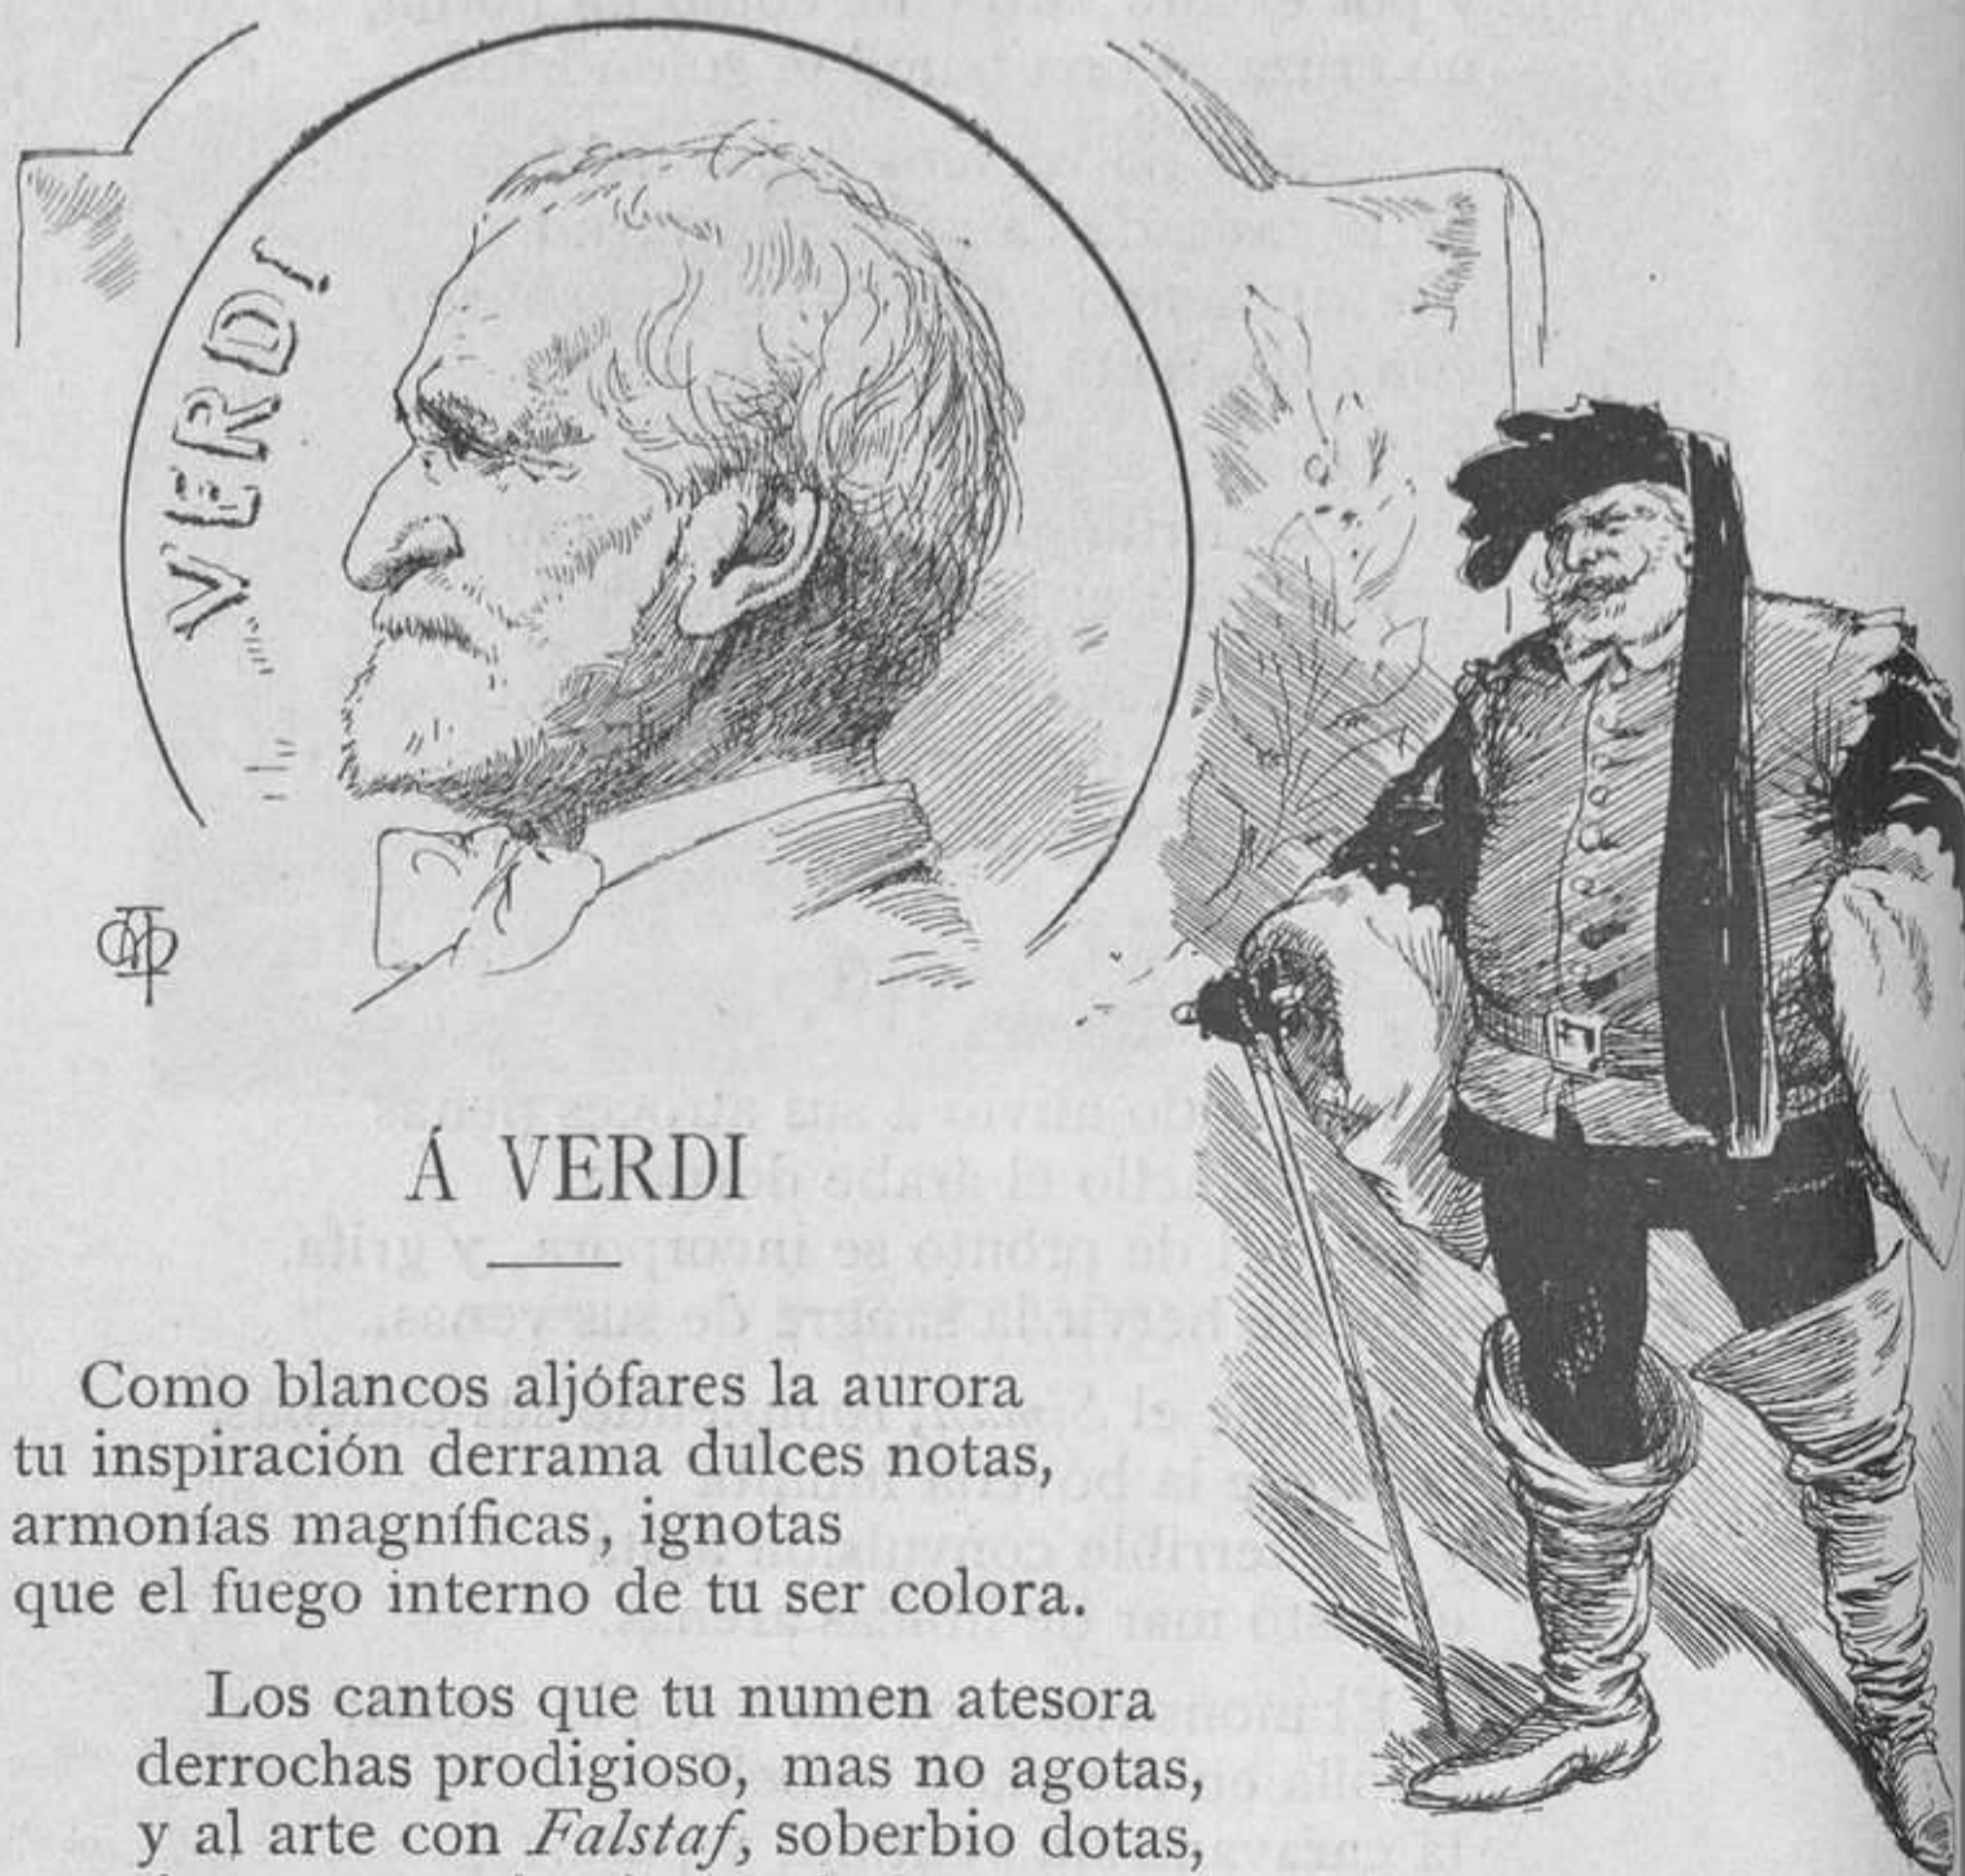 VERDI
Á VERDI
Como blancos aljófares la aurora
tu inspiración derrama dulces notas,
armonías magníficas, ignotas
que el fuego interno de tu ser colora.
Los cantos que tu numen atesora
derrochas prodigioso, mas no agotas,
y al arte con Falstaf, soberbio dotas,